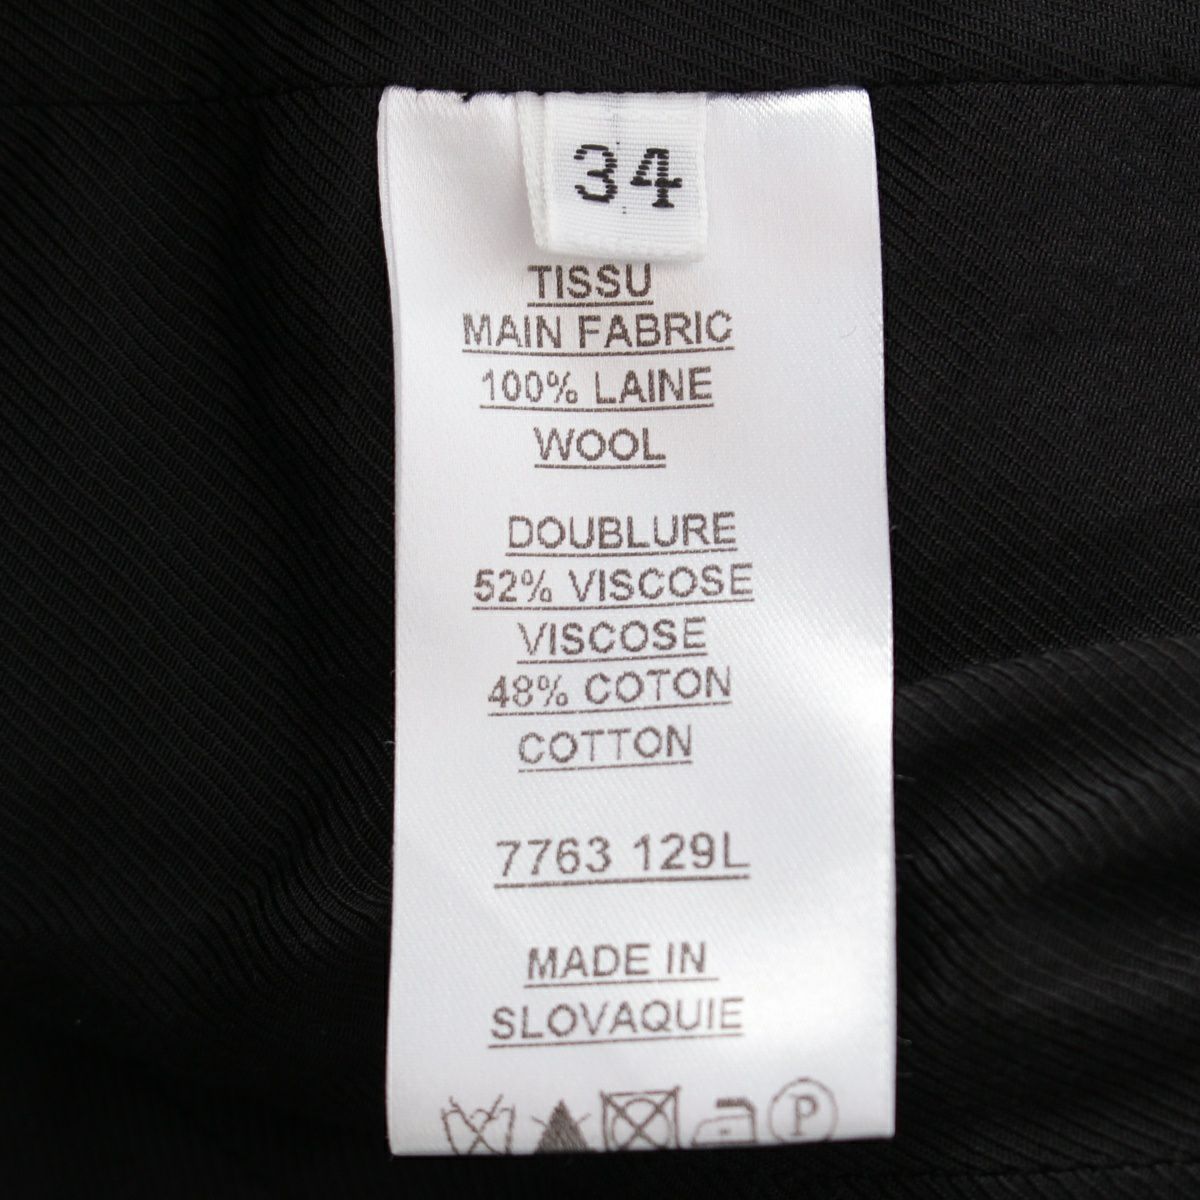 34
TISSU
MAIN FABRIC
100% LAINE
WOOL
DOUBLURE
52% VISCOSE
VISCOSE
48% COTON
COTTON
7763 129L
MADE IN
SLOVAQUIE
P